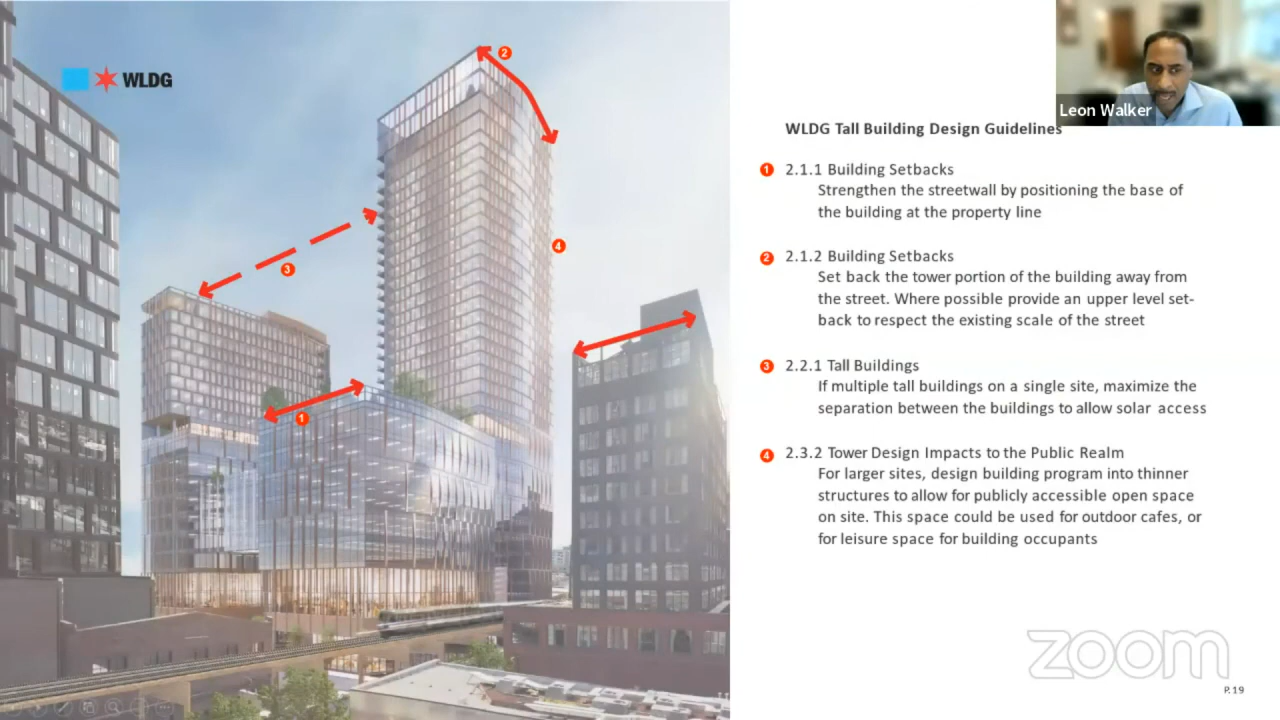 WLDG
2
3
4
1
Leon Walker
WLDG Tall Building Design Guidelines
1 2.1.1 Building Setbacks
Strengthen the streetwall by positioning the base of
the building at the property line
2 2.1.2 Building Setbacks
Set back the tower portion of the building away from
the street. Where possible provide an upper level set-
back to respect the existing scale of the street
3 2.2.1 Tall Buildings
If multiple tall buildings on a single site, maximize the
separation between the buildings to allow solar access
4 2.3.2 Tower Design Impacts to the Public Realm
For larger sites, design building program into thinner
structures to allow for publicly accessible open space
on site. This space could be used for outdoor cafes, or
for leisure space for building occupants
zoom
P.19